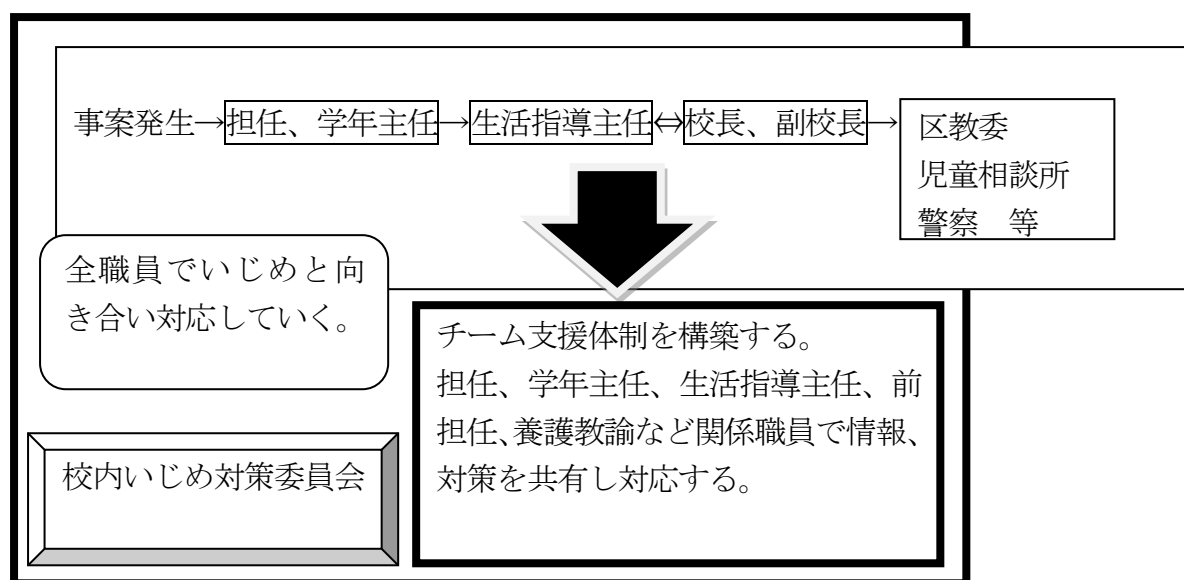 事案発生→担任、学年主任→生活指導主任⇔校長、副校長→
区教委
児童相談所
警察　等
全職員でいじめと向
き合い対応していく。
チーム支援体制を構築する。
担任、学年主任、生活指導主任、前
担任、養護教諭など関係職員で情報、
対策を共有し対応する。
校内いじめ対策委員会